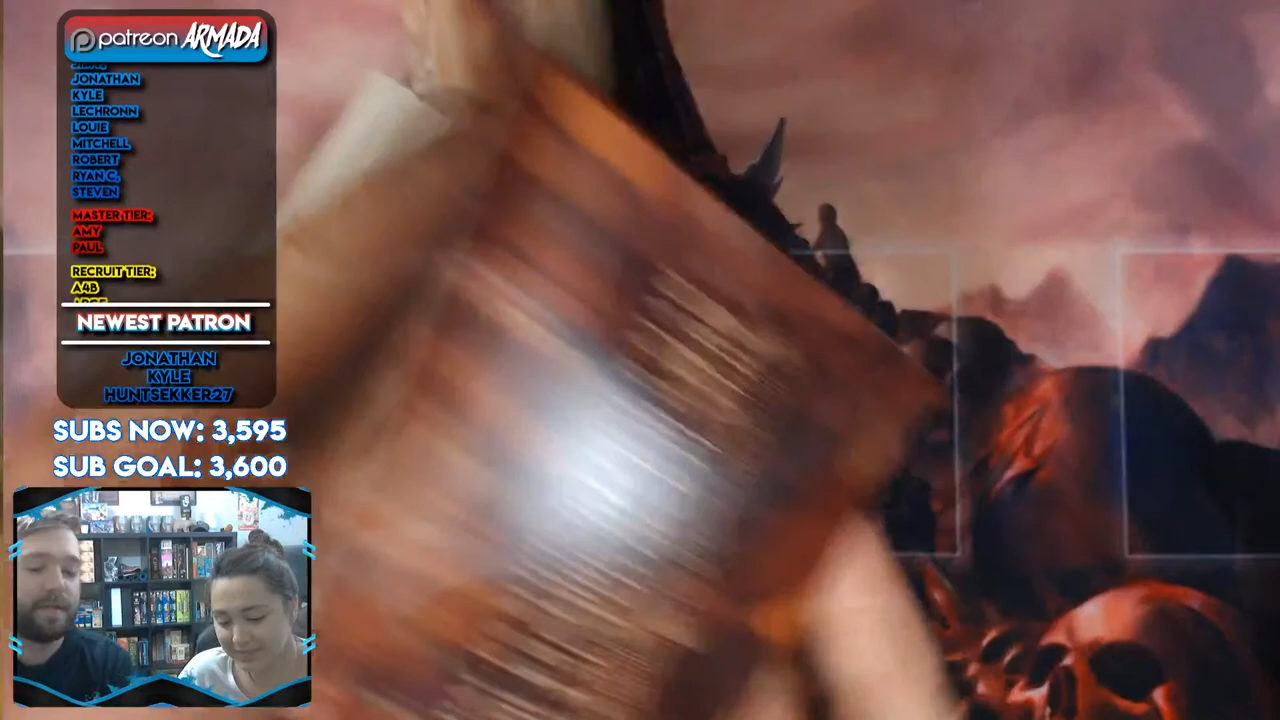 patreon ARMADA
JONATHAN
KYLE
LECHRONN
LOUIE
MITCHELL
ROBERT
RYAN C.
STEVEN
MASTER TIER:
AMY
PAUL
RECRUIT TIER:
A4B
NEWEST PATRON
JONATHAN
KYLE
HUNTSEKKER27
SUBS NOW: 3,595
SUB GOAL: 3,600